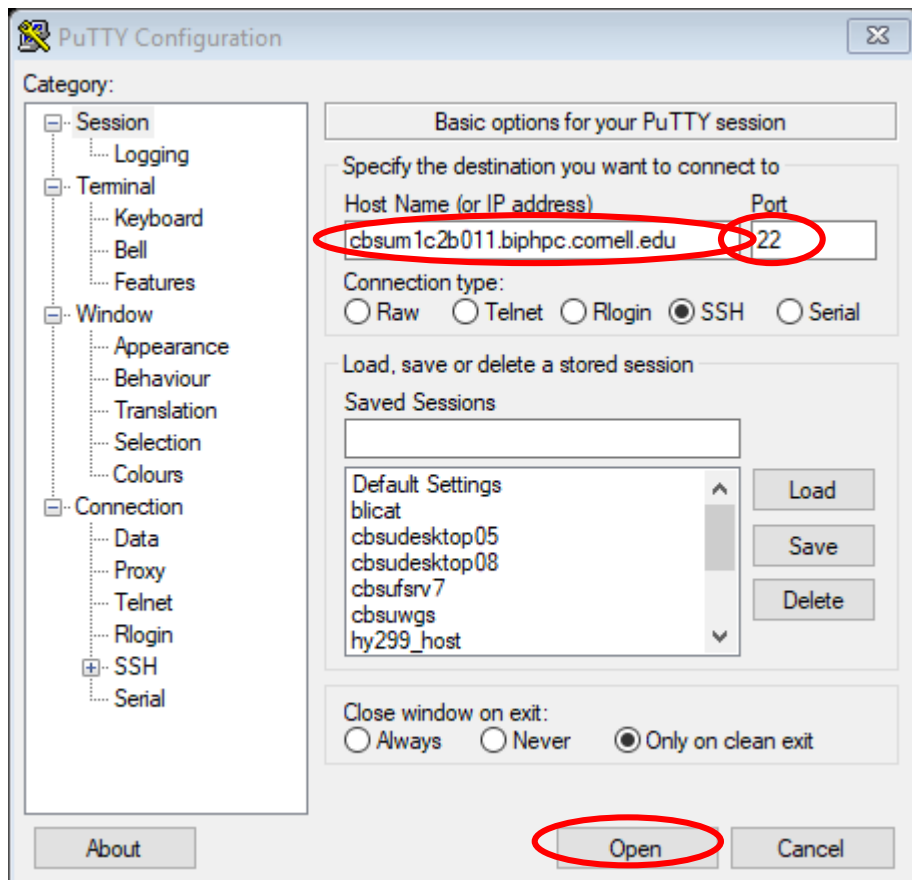 PuTTY Configuration
Category:
Session
Logging
Terminal
Keyboard
Bell
Features
Window
Appearance
Behaviour
Translation
Selection
Colours
Connection
Data
Proxy
Telnet
Rlogin
SSH
Serial
Basic options for your PuTTY session
Specify the destination you want to connect to
Host Name (or IP address) Port
cbsum1c2b011.biphpc.cornell.edu 22
Connection type:
Raw Telnet Rlogin SSH Serial
Load, save or delete a stored session
Saved Sessions
Default Settings
blicat
cbsudesktop05
cbsudesktop08
cbsufsrv7
cbsuwgs
hy299_host
Load
Save
Delete
Close window on exit:
Always Never Only on clean exit
About Open Cancel